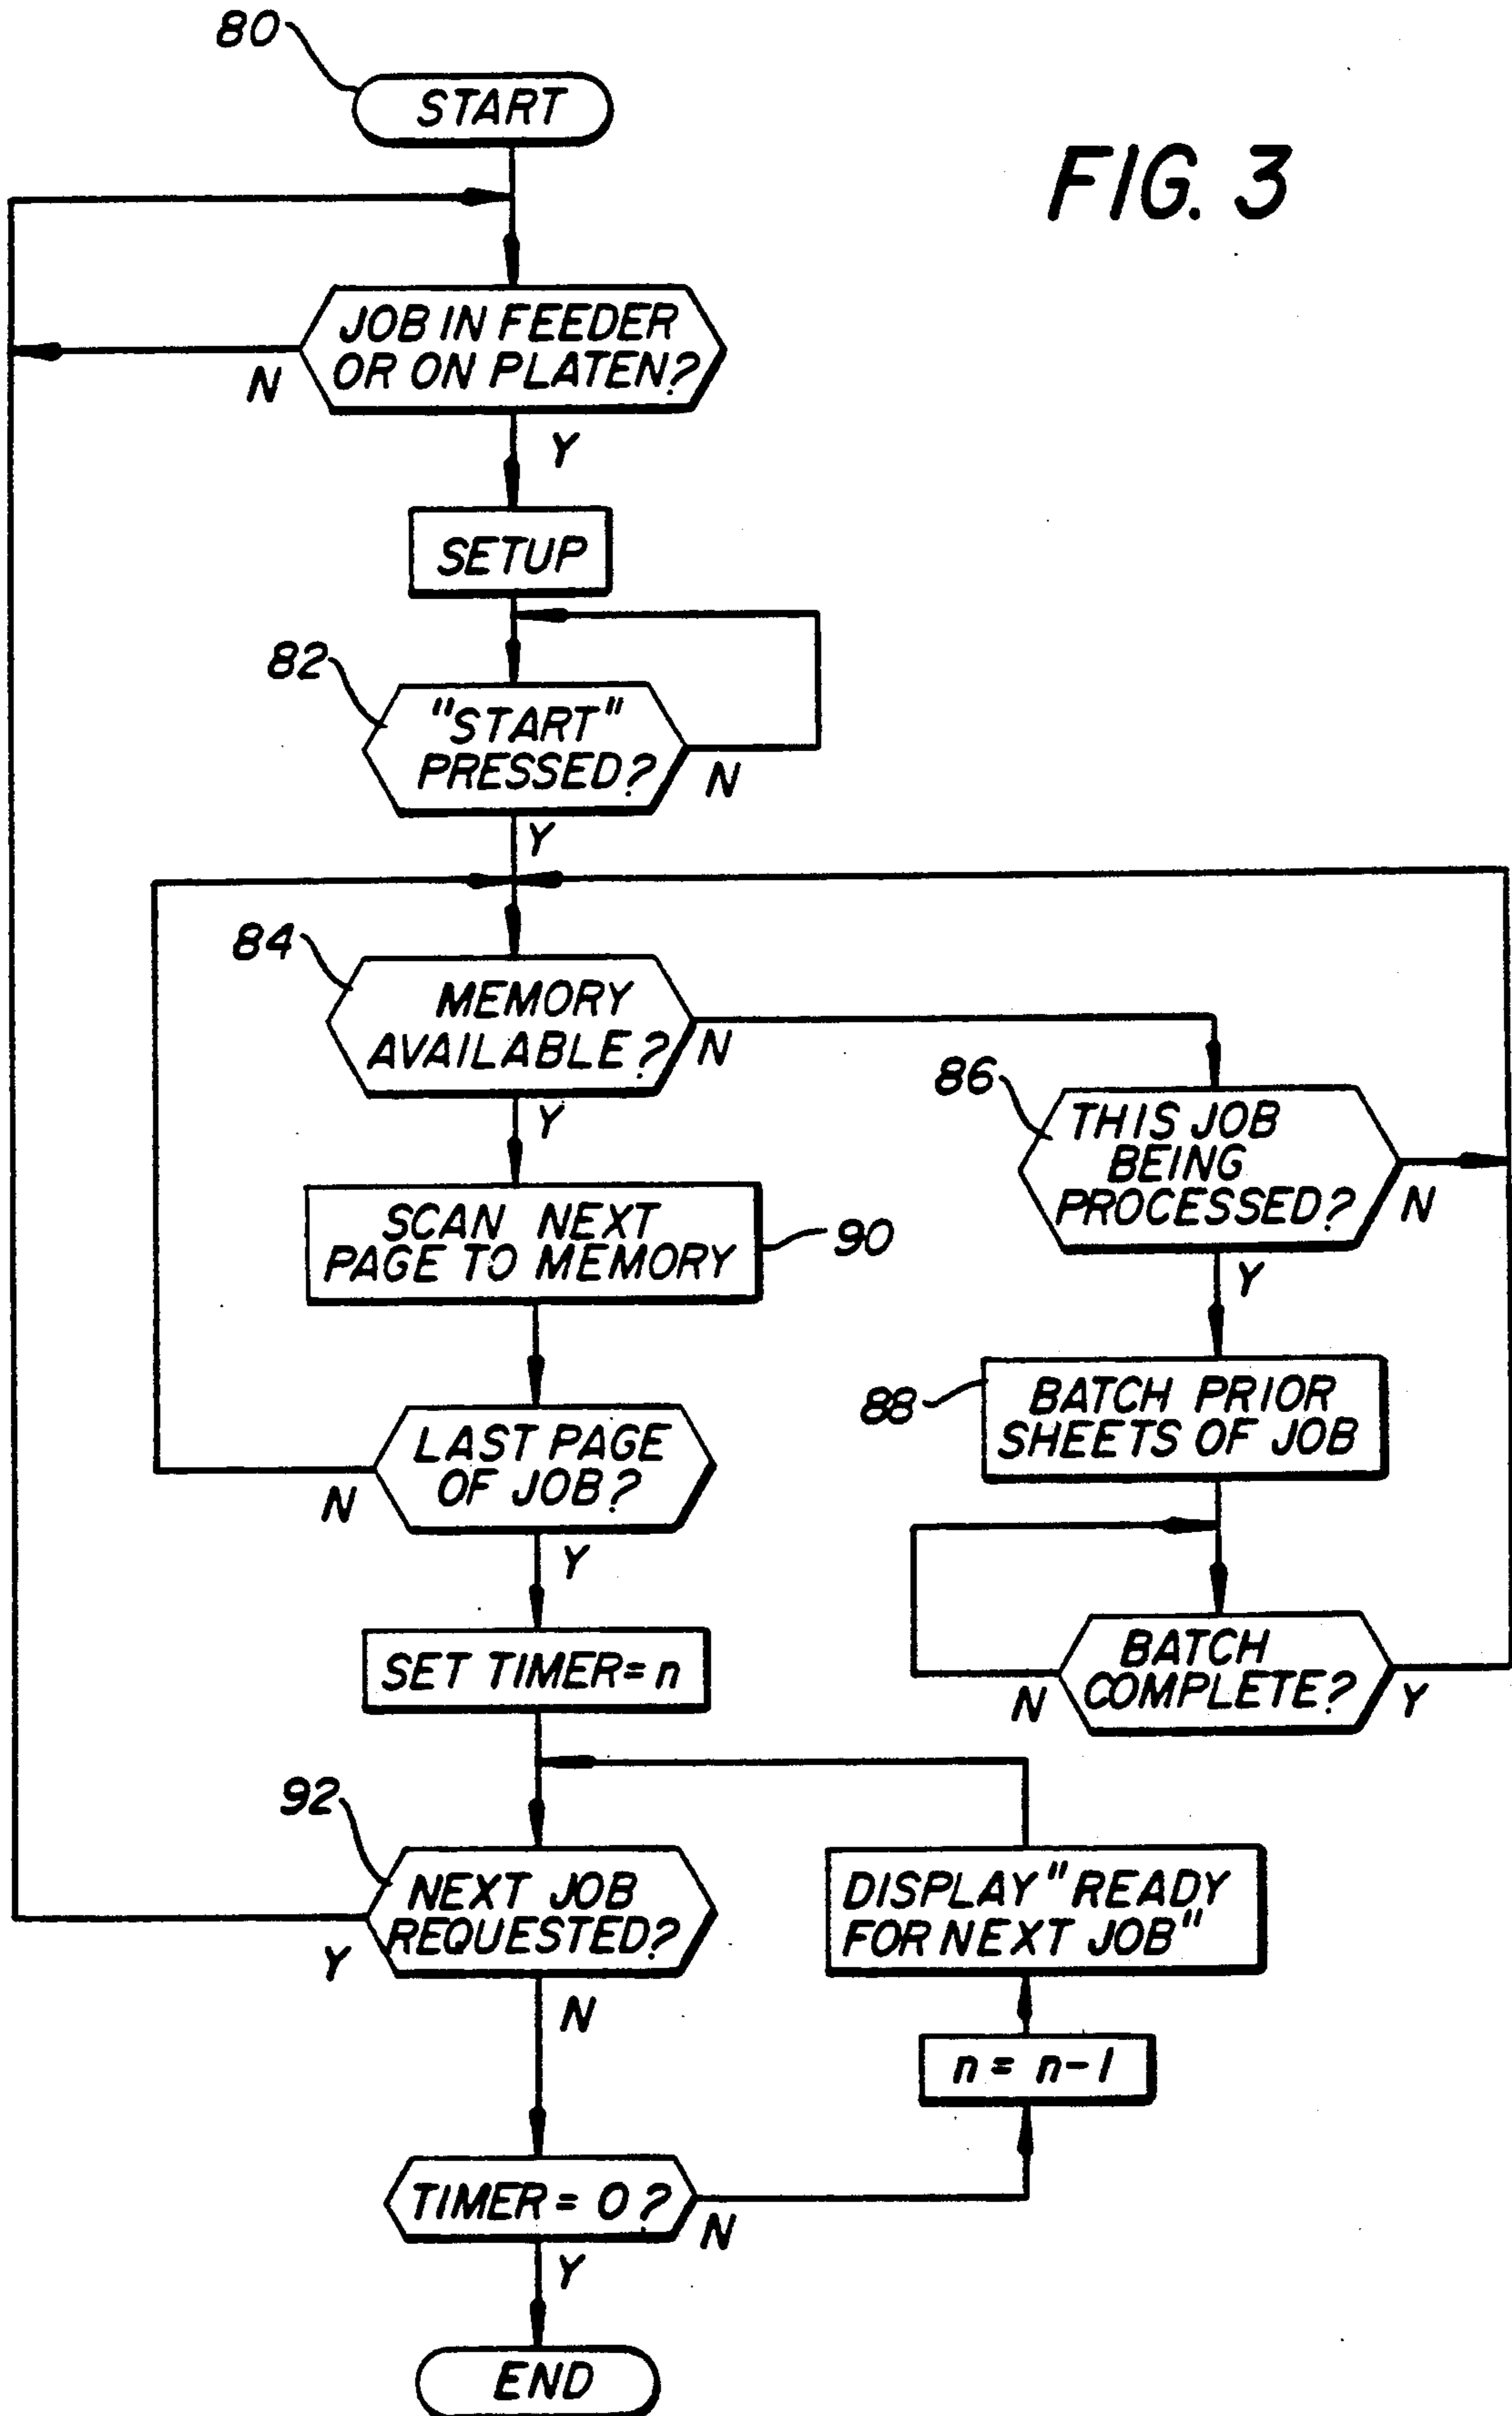 80
START
FIG. 3
JOB IN FEEDER
OR ON PLATEN?
N
Y
SETUP
82
"START"
PRESSED?
N
Y
84
MEMORY
AVAILABLE?
N
Y
86
THIS JOB
BEING
PROCESSED?
N
Y
SCAN NEXT
PAGE TO MEMORY
90
88
BATCH PRIOR
SHEETS OF JOB
LAST PAGE
OF JOB?
N
Y
BATCH
COMPLETE?
N
Y
SET TIMER=n
92
NEXT JOB
REQUESTED?
Y
N
DISPLAY "READY
FOR NEXT JOB"
n = n-1
TIMER = 0?
N
Y
END